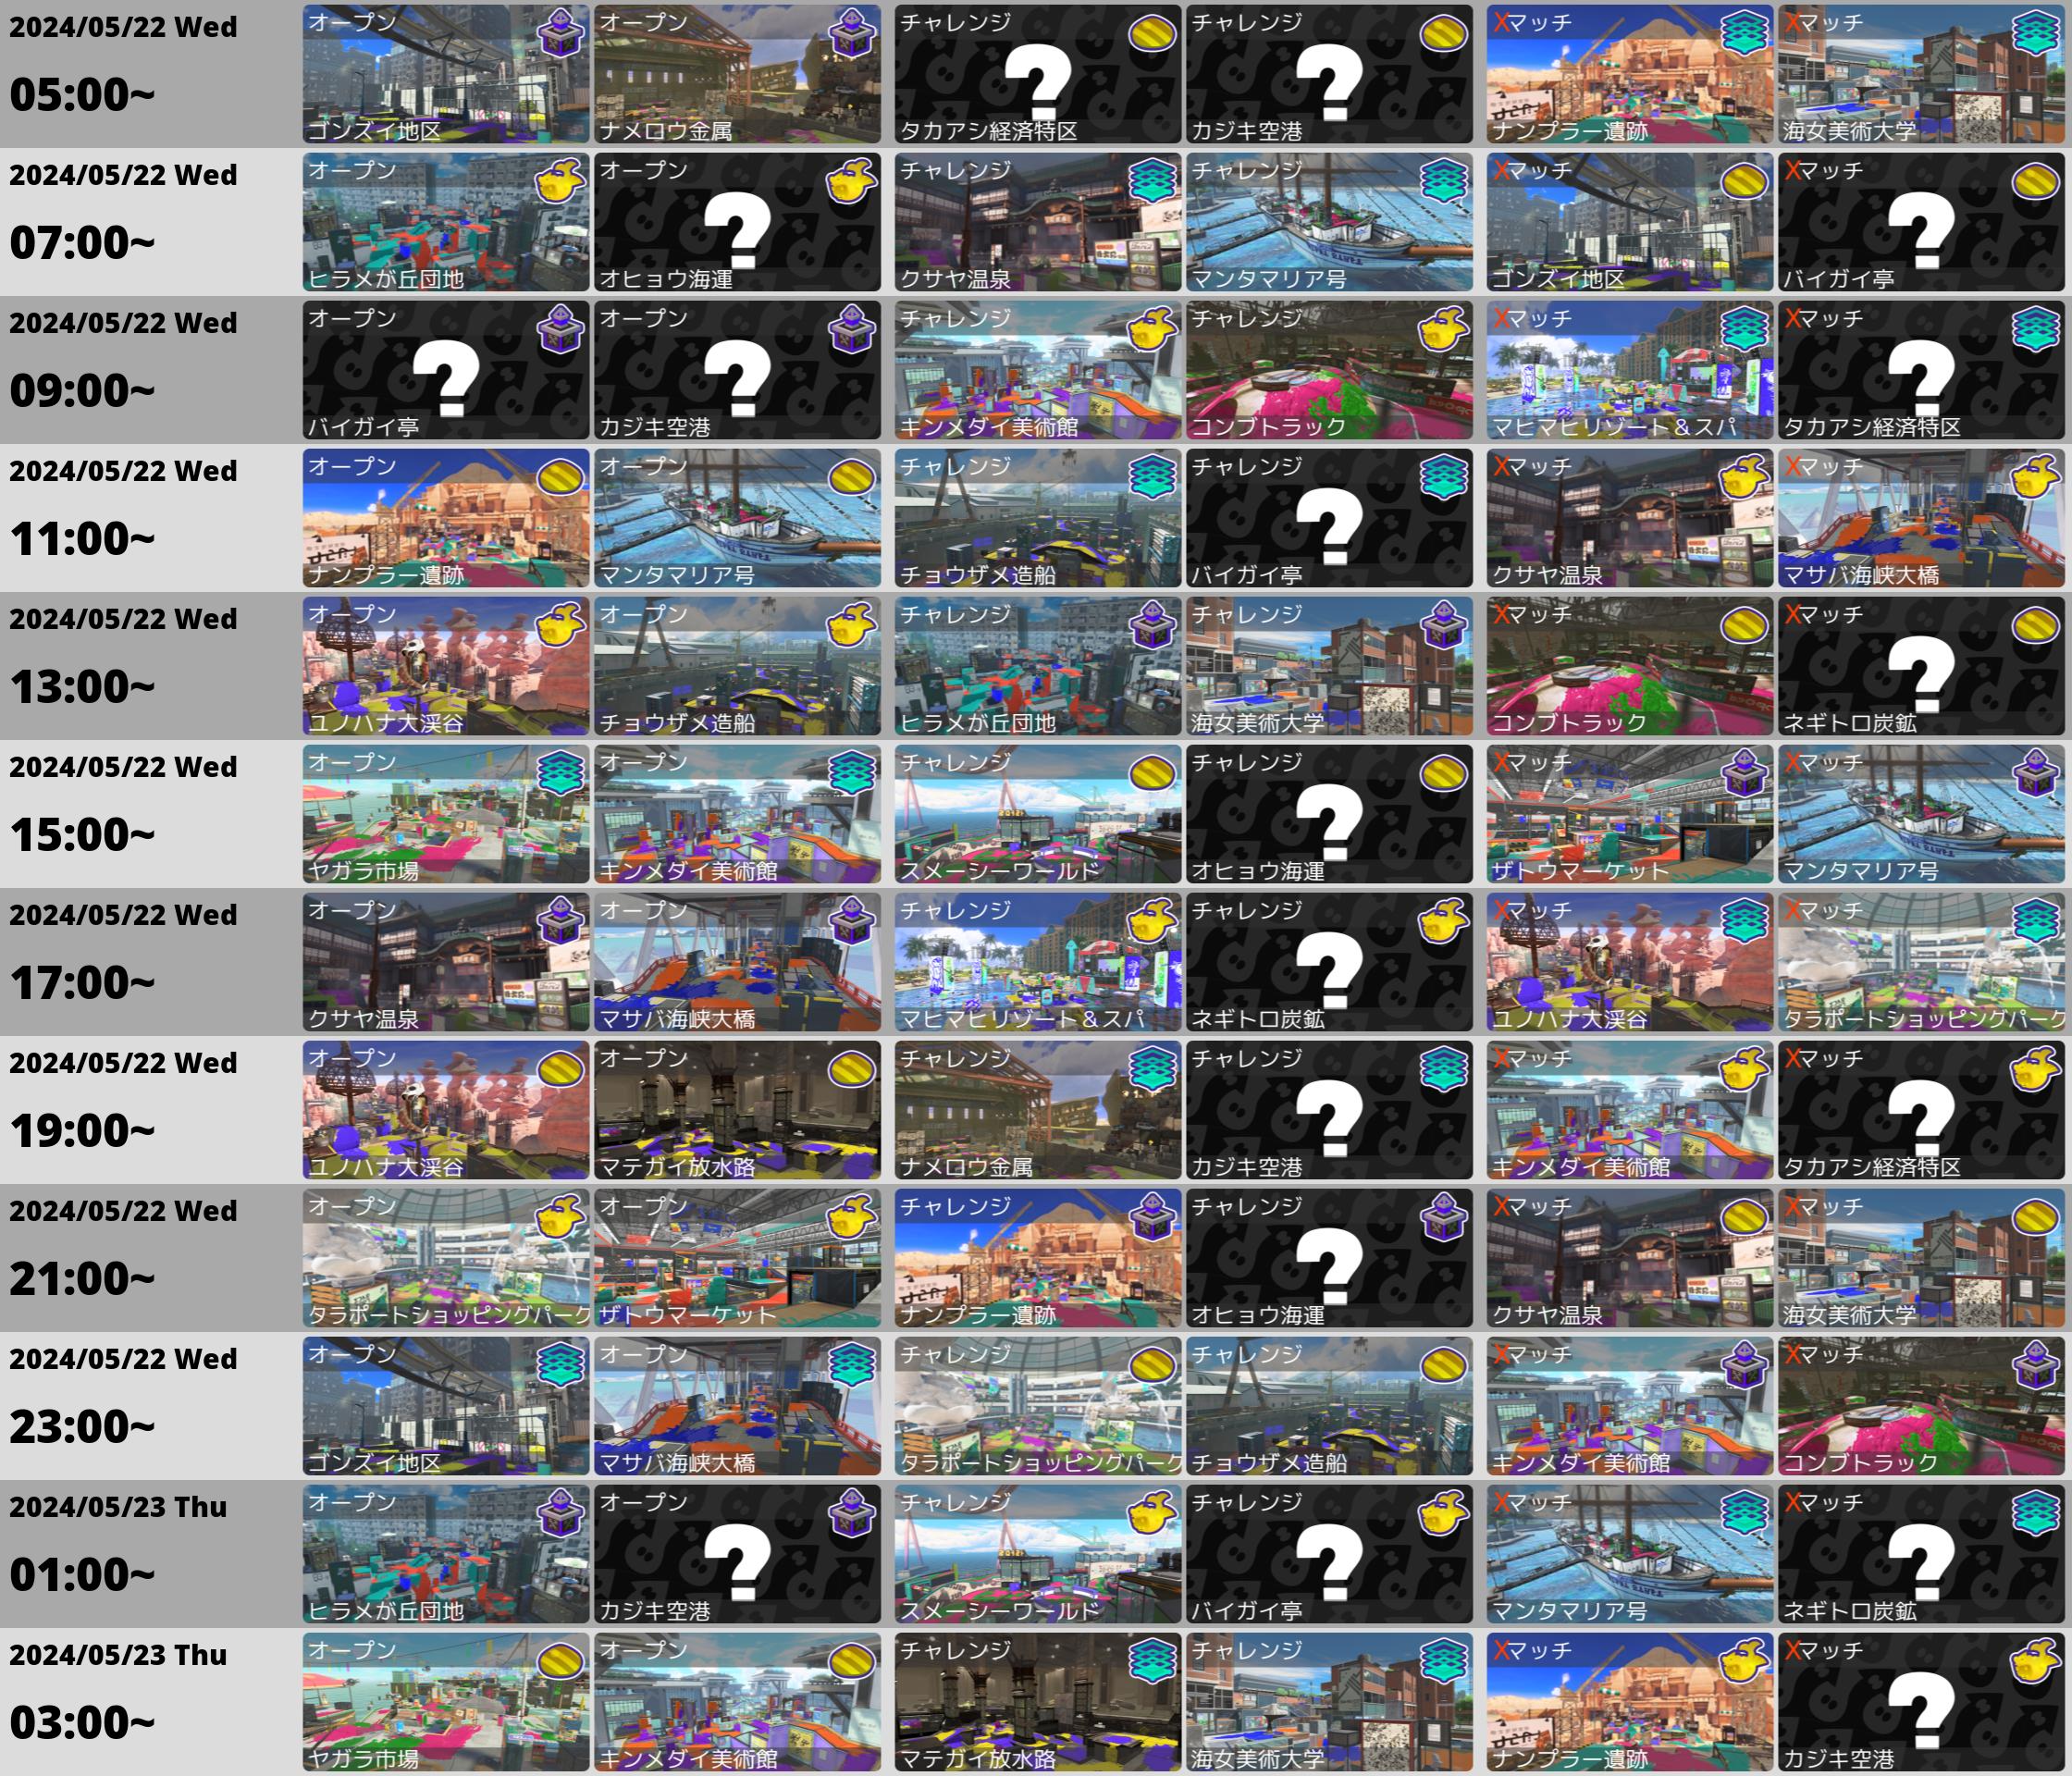 2024/05/22 Wed
05:00~
オープン
ゴンズイ地区
オープン
ナメロウ金属
チャレンジ
?
タカアシ経済特区
チャレンジ
?
カジキ空港
Xマッチ
ナンプラー遺跡
Xマッチ
海女美術大学
2024/05/22 Wed
07:00~
オープン
ヒラメが丘団地
オープン
?
オヒョウ海運
チャレンジ
クサヤ温泉
チャレンジ
マンタマリア号
Xマッチ
ゴンズイ地区
Xマッチ
?
バイガイ亭
2024/05/22 Wed
09:00~
オープン
?
バイガイ亭
オープン
?
カジキ空港
チャレンジ
キンメダイ美術館
チャレンジ
コンブトラック
Xマッチ
マヒマヒリゾート&スパ
Xマッチ
?
タカアシ経済特区
2024/05/22 Wed
11:00~
オープン
ナンプラー遺跡
オープン
マンタマリア号
チャレンジ
チョウザメ造船
チャレンジ
?
バイガイ亭
Xマッチ
クサヤ温泉
Xマッチ
マサバ海峡大橋
2024/05/22 Wed
13:00~
オープン
ユノハナ大渓谷
オープン
チョウザメ造船
チャレンジ
ヒラメが丘団地
チャレンジ
海女美術大学
Xマッチ
コンブトラック
Xマッチ
?
ネギトロ炭鉱
2024/05/22 Wed
15:00~
オープン
ヤガラ市場
オープン
キンメダイ美術館
チャレンジ
スメーシーワールド
チャレンジ
?
オヒョウ海運
Xマッチ
ザトウマーケット
Xマッチ
マンタマリア号
2024/05/22 Wed
17:00~
オープン
クサヤ温泉
オープン
マサバ海峡大橋
チャレンジ
マヒマヒリゾート&スパ
チャレンジ
?
ネギトロ炭鉱
Xマッチ
ユノハナ大渓谷
Xマッチ
タラポートショッピングパーク
2024/05/22 Wed
19:00~
オープン
ユノハナ大渓谷
オープン
マテガイ放水路
チャレンジ
ナメロウ金属
チャレンジ
?
カジキ空港
Xマッチ
キンメダイ美術館
Xマッチ
?
タカアシ経済特区
2024/05/22 Wed
21:00~
オープン
タラポートショッピングパーク
オープン
ザトウマーケット
チャレンジ
ナンプラー遺跡
チャレンジ
?
オヒョウ海運
Xマッチ
クサヤ温泉
Xマッチ
海女美術大学
2024/05/22 Wed
23:00~
オープン
ゴンズイ地区
オープン
マサバ海峡大橋
チャレンジ
タラポートショッピングパーク
チャレンジ
チョウザメ造船
Xマッチ
キンメダイ美術館
Xマッチ
コンブトラック
2024/05/23 Thu
01:00~
オープン
ヒラメが丘団地
オープン
?
カジキ空港
チャレンジ
スメーシーワールド
チャレンジ
?
バイガイ亭
Xマッチ
マンタマリア号
Xマッチ
?
ネギトロ炭鉱
2024/05/23 Thu
03:00~
オープン
ヤガラ市場
オープン
キンメダイ美術館
チャレンジ
マテガイ放水路
チャレンジ
海女美術大学
Xマッチ
ナンプラー遺跡
Xマッチ
?
カジキ空港